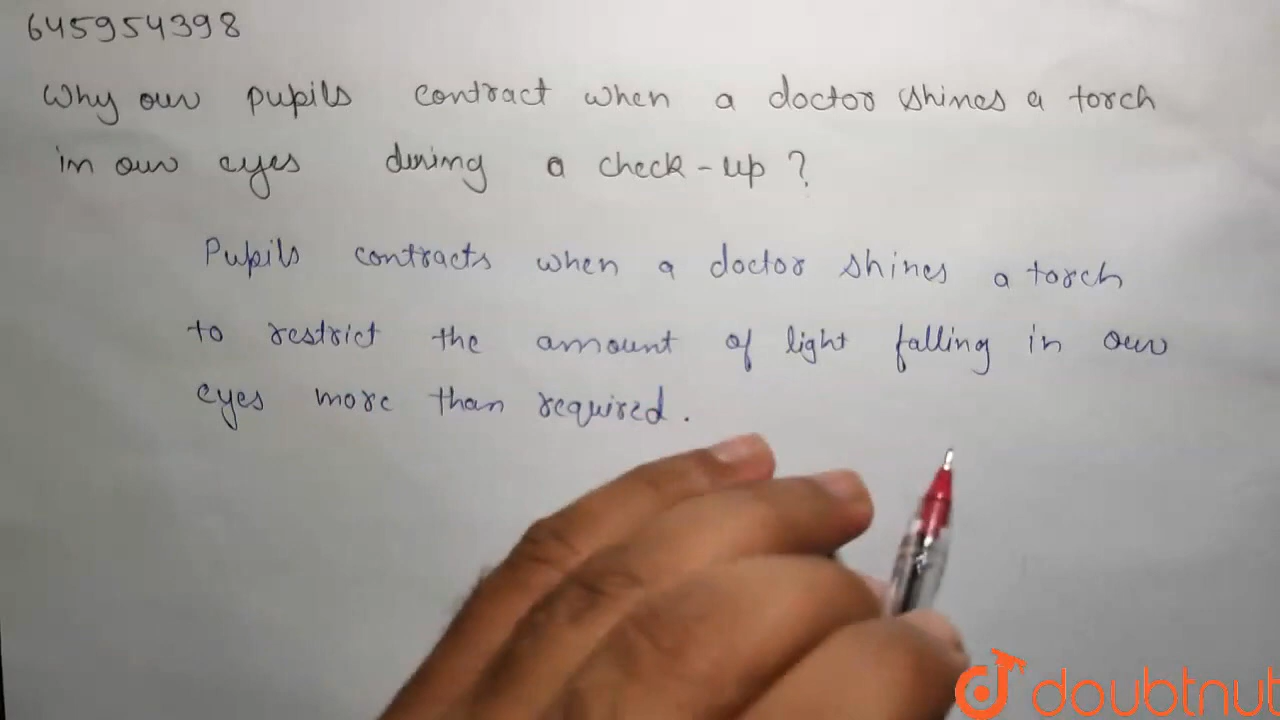 645954398
Why our pupils contract when a doctor shines a torch
in our eyes during a check-up?
Pupils contracts when a doctor shines a torch
to restrict the amount of light falling in our
eyes more than required.
doubtnut